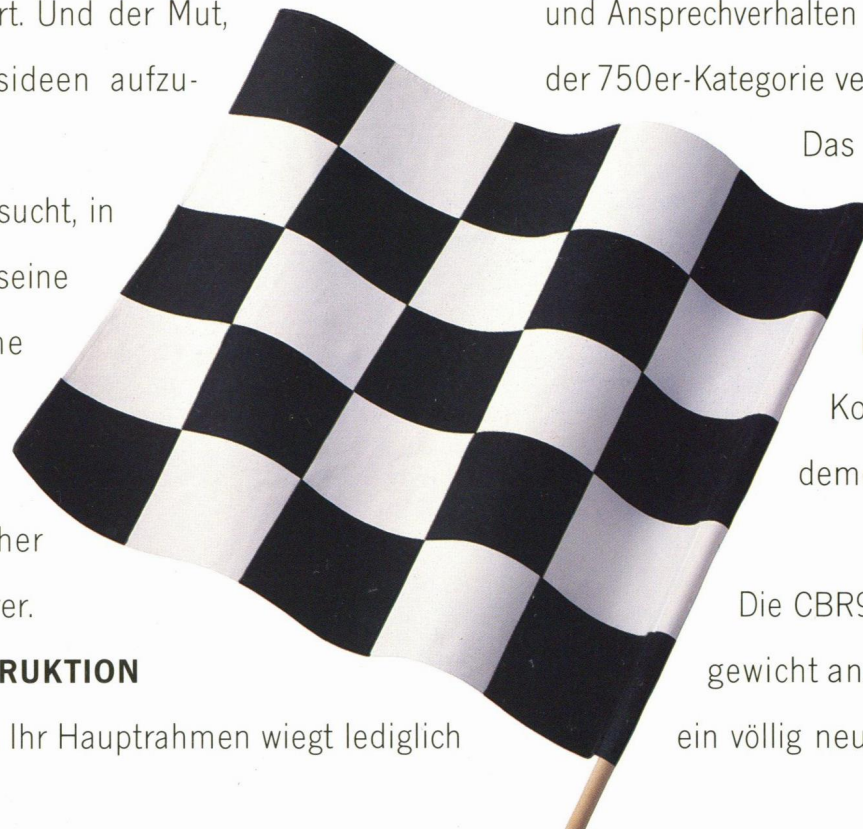 rt. Und der Mut,
sideen aufzu-
sucht, in
seine
ne
her
er.
RUKTION
Ihr Hauptrahmen wiegt lediglich
und Ansprechverhalten
der 750er-Kategorie ve
Das
Ko
dem
Die CBR9
gewicht an
ein völlig neu